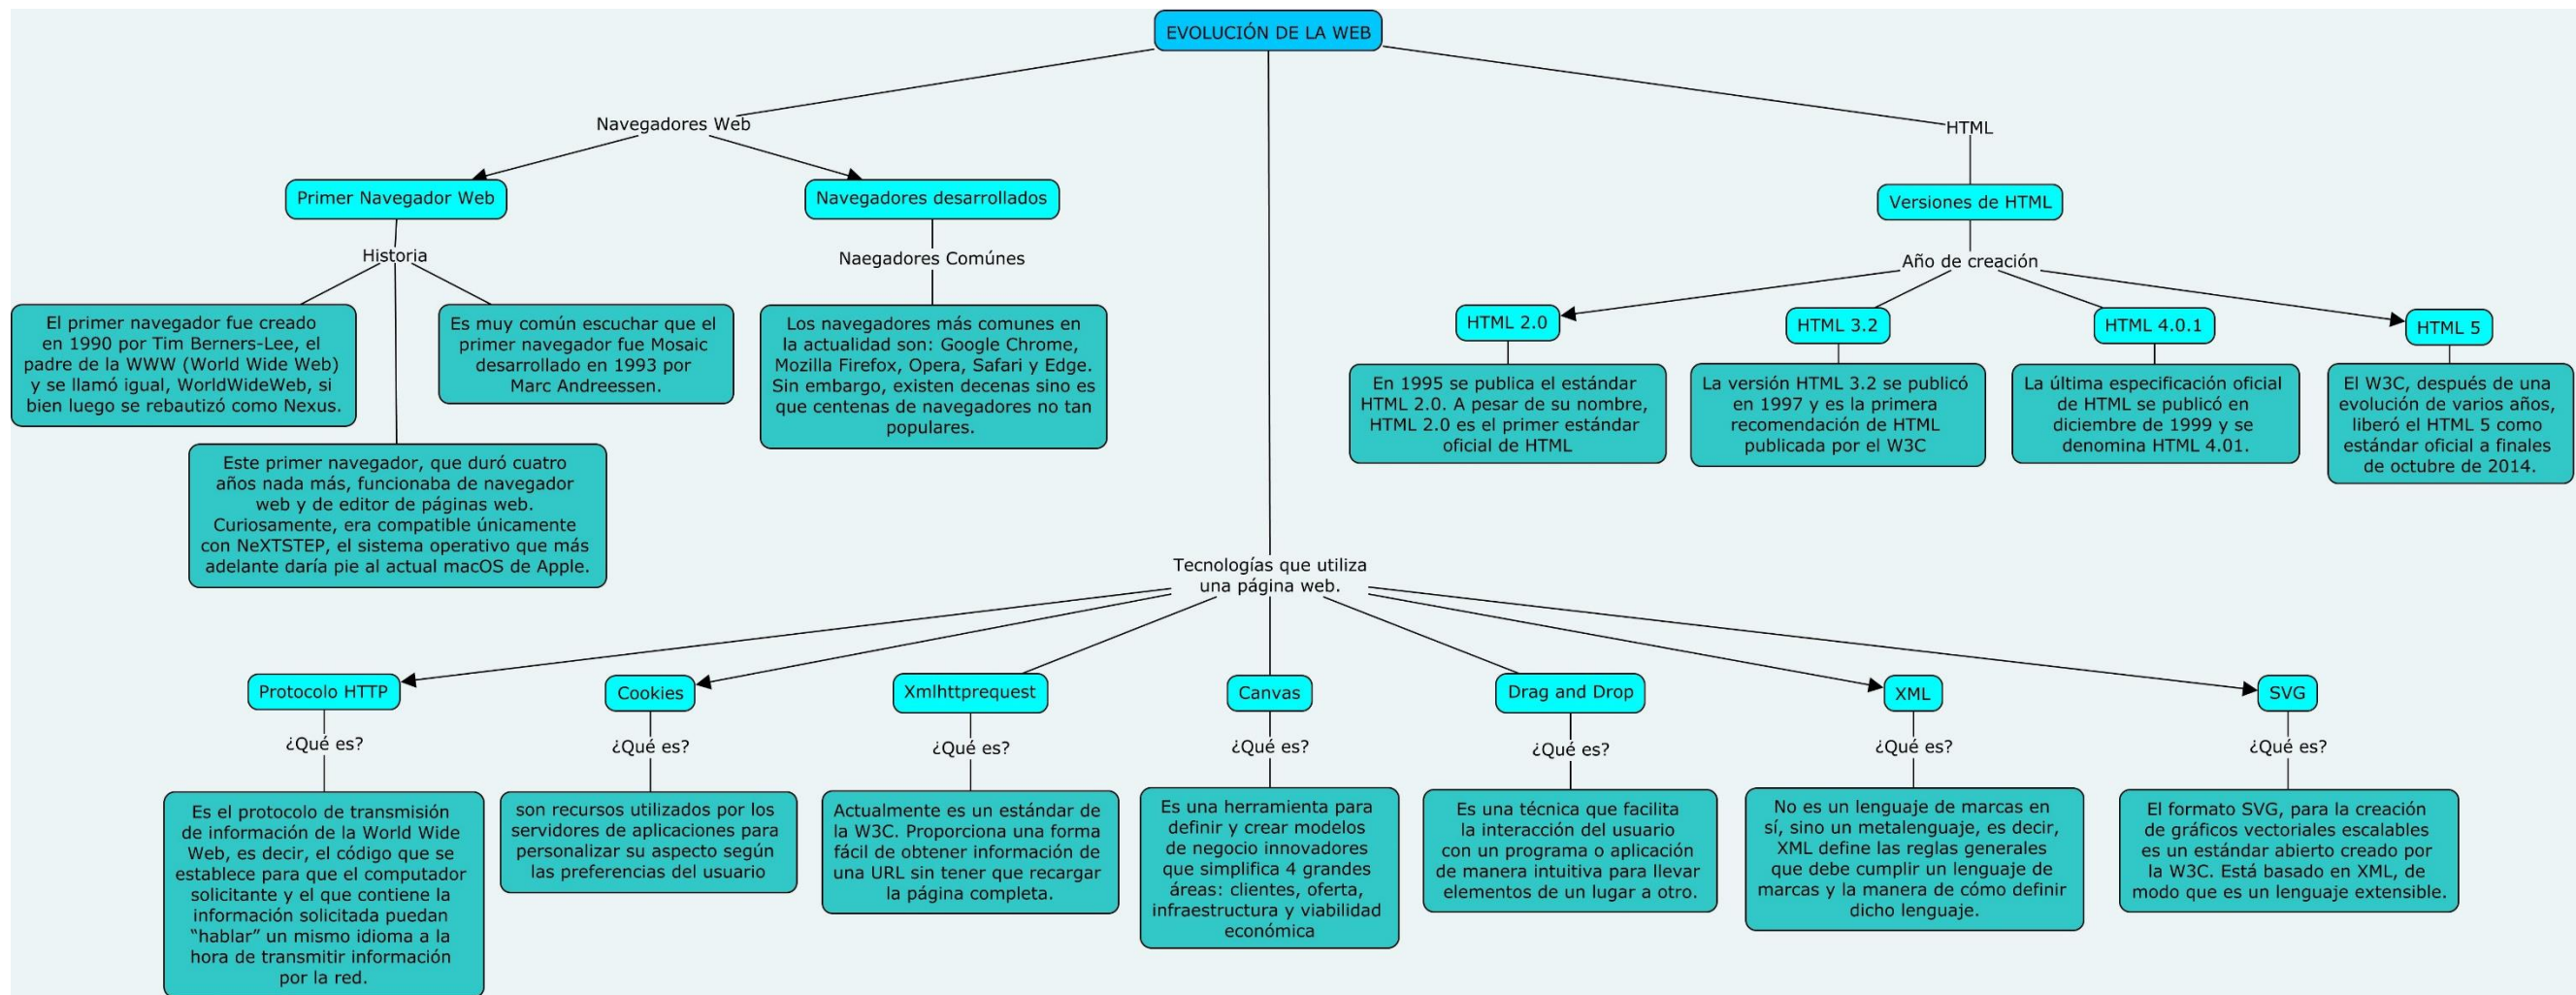 EVOLUCIÓN DE LA WEB
Navegadores Web
Primer Navegador Web
Historia
El primer navegador fue creado
en 1990 por Tim Berners-Lee, el
padre de la WWW (World Wide Web)
y se llamó igual, WorldWideWeb, si
bien luego se rebautizó como Nexus.
Este primer navegador, que duró cuatro
años nada más, funcionaba de navegador
web y de editor de páginas web.
Curiosamente, era compatible únicamente
con NeXTSTEP, el sistema operativo que más
adelante daría pie al actual macOS de Apple.
Es muy común escuchar que el
primer navegador fue Mosaic
desarrollado en 1993 por
Marc Andreessen.
Navegadores desarrollados
Naegadores Comúnes
Los navegadores más comunes en
la actualidad son: Google Chrome,
Mozilla Firefox, Opera, Safari y Edge.
Sin embargo, existen decenas sino es
que centenas de navegadores no tan
populares.
HTML
Versiones de HTML
Año de creación
HTML 2.0
En 1995 se publica el estándar
HTML 2.0. A pesar de su nombre,
HTML 2.0 es el primer estándar
oficial de HTML
HTML 3.2
La versión HTML 3.2 se publicó
en 1997 y es la primera
recomendación de HTML
publicada por el W3C
HTML 4.0.1
La última especificación oficial
de HTML se publicó en
diciembre de 1999 y se
denomina HTML 4.01.
HTML 5
El W3C, después de una
evolución de varios años,
liberó el HTML 5 como
estándar oficial a finales
de octubre de 2014.
Tecnologías que utiliza
una página web.
Protocolo HTTP
¿Qué es?
Es el protocolo de transmisión
de información de la World Wide
Web, es decir, el código que se
establece para que el computador
solicitante y el que contiene la
información solicitada puedan
“hablar” un mismo idioma a la
hora de transmitir información
por la red.
Cookies
¿Qué es?
son recursos utilizados por los
servidores de aplicaciones para
personalizar su aspecto según
las preferencias del usuario
Xmlhttprequest
¿Qué es?
Actualmente es un estándar de
la W3C. Proporciona una forma
fácil de obtener información de
una URL sin tener que recargar
la página completa.
Canvas
¿Qué es?
Es una herramienta para
definir y crear modelos
de negocio innovadores
que simplifica 4 grandes
áreas: clientes, oferta,
infraestructura y viabilidad
económica
Drag and Drop
¿Qué es?
Es una técnica que facilita
la interacción del usuario
con un programa o aplicación
de manera intuitiva para llevar
elementos de un lugar a otro.
XML
¿Qué es?
No es un lenguaje de marcas en
sí, sino un metalenguaje, es decir,
XML define las reglas generales
que debe cumplir un lenguaje de
marcas y la manera de cómo definir
dicho lenguaje.
SVG
¿Qué es?
El formato SVG, para la creación
de gráficos vectoriales escalables
es un estándar abierto creado por
la W3C. Está basado en XML, de
modo que es un lenguaje extensible.